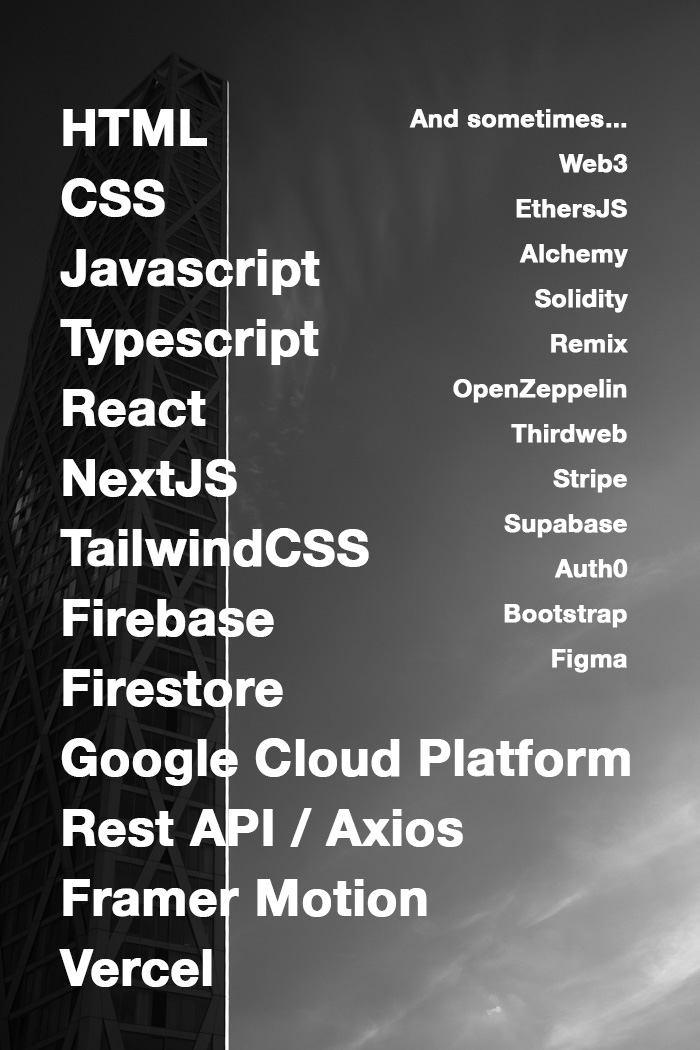 HTML
CSS
Javascript
Typescript
React
NextJS
TailwindCSS
Firebase
Firestore
Google Cloud Platform
Rest API / Axios
Framer Motion
Vercel
And sometimes...
Web3
EthersJS
Alchemy
Solidity
Remix
OpenZeppelin
Thirdweb
Stripe
Supabase
Auth0
Bootstrap
Figma